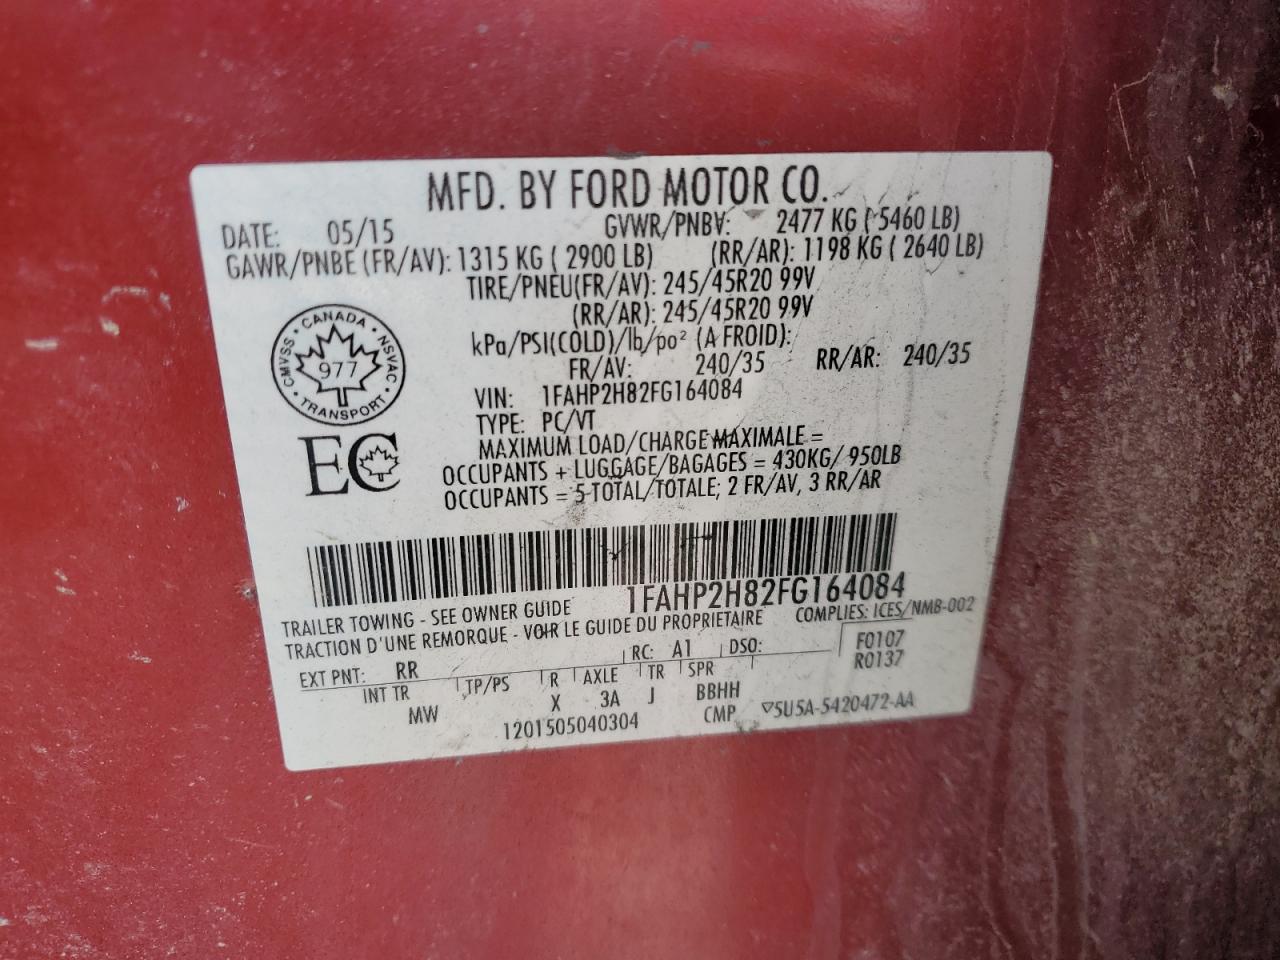 MFD. BY FORD MOTOR CO.
DATE: 05/15 GVWR/PNBV: 2477 KG ( 5460 LB)
GAWR/PNBE (FR/AV): 1315 KG ( 2900 LB) (RR/AR): 1198 KG ( 2640 LB)
TIRE/PNEU(FR/AV): 245/45R20 99V
(RR/AR): 245/45R20 99V
kPa/PSI(COLD)/lb/po² (A FROID):
FR/AV: 240/35 RR/AR: 240/35
CANADA
CMVSS NSVAC
977
TRANSPORT
VIN: 1FAHP2H82FG164084
TYPE: PC/VT
EC
MAXIMUM LOAD/CHARGE MAXIMALE =
OCCUPANTS + LUGGAGE/BAGAGES = 430KG/ 950LB
OCCUPANTS = 5 TOTAL/TOTALE; 2 FR/AV, 3 RR/AR
1FAHP2H82FG164084
TRAILER TOWING - SEE OWNER GUIDE COMPLIES: ICES/NMB-002
TRACTION D'UNE REMORQUE - VOIR LE GUIDE DU PROPRIETAIRE
EXT PNT: RR RC: A1 DSO: F0107
R0137
INT TR TP/PS R AXLE TR SPR
MW X 3A J BBHH
1201505040304 CMP ▽5U5A-5420472-AA